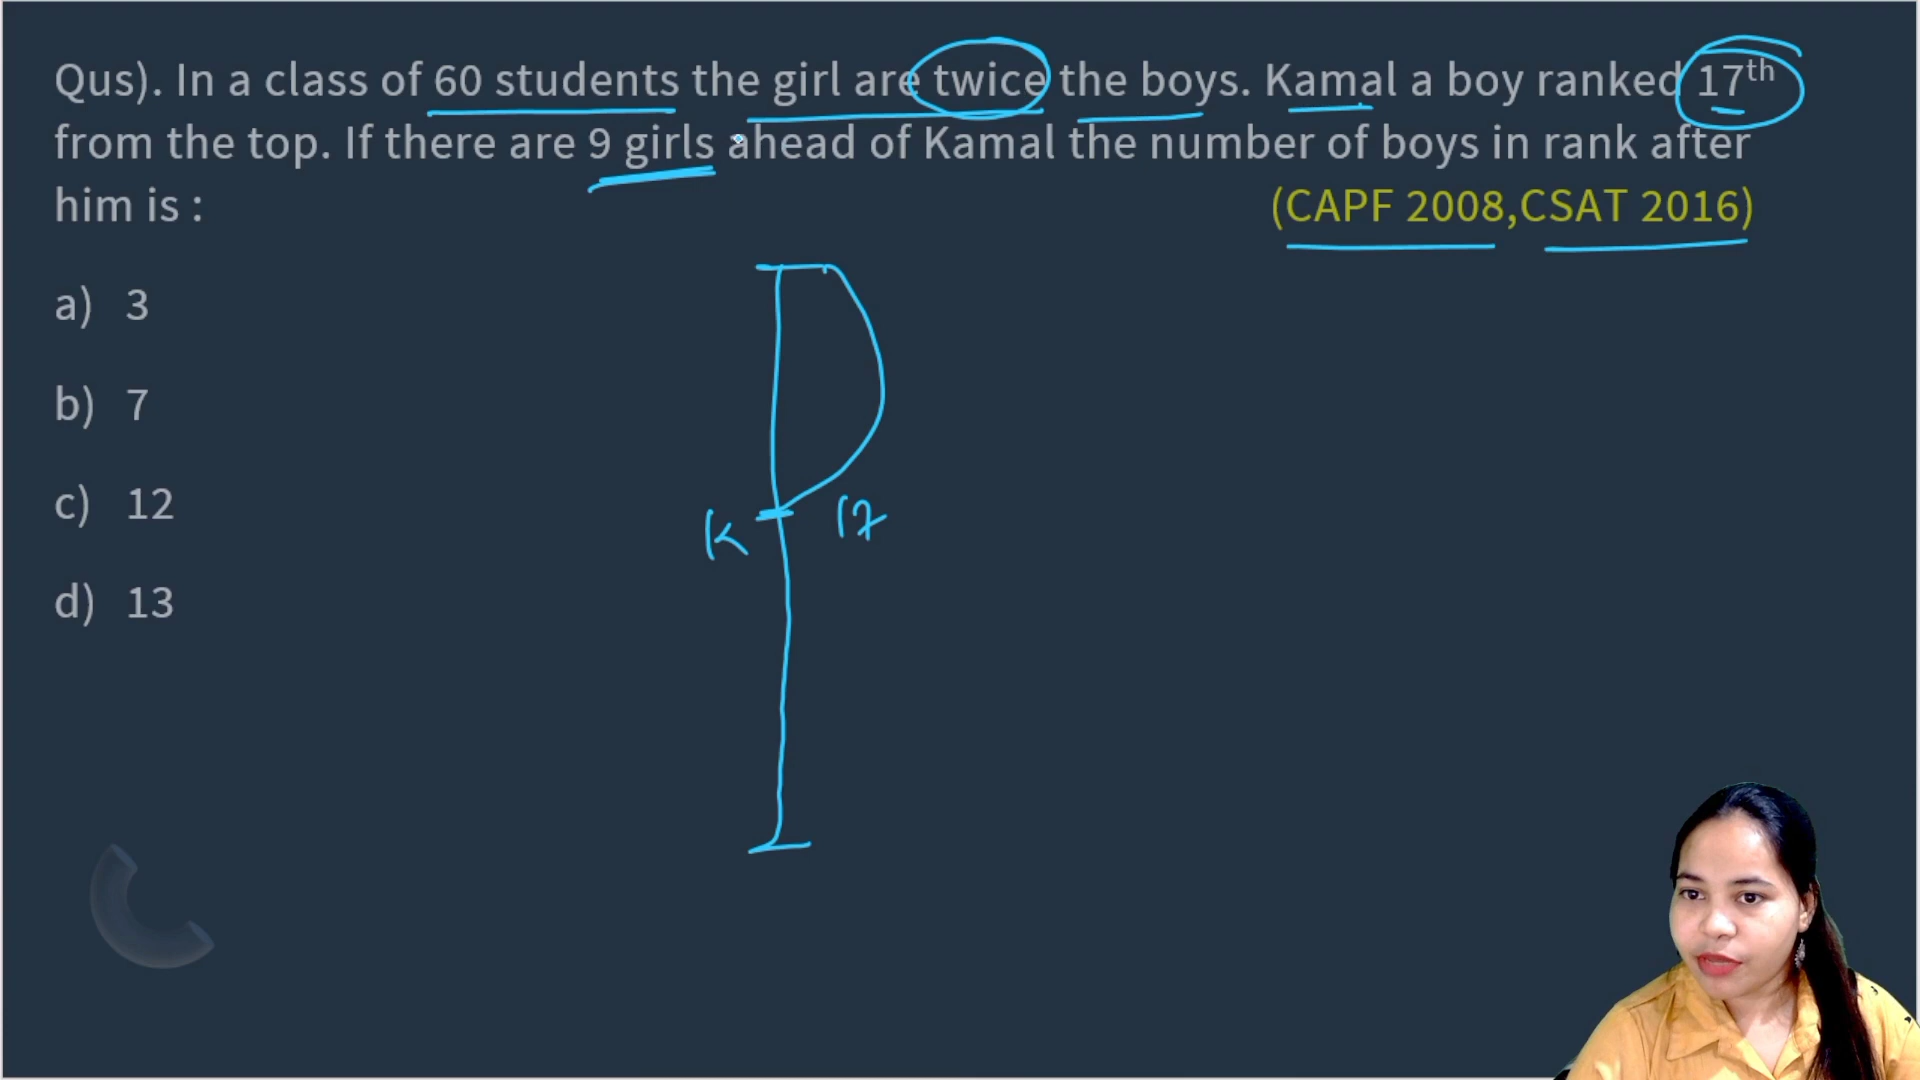 Qus). In a class of 60 students the girl are twice the boys. Kamal a boy ranked 17th
from the top. If there are 9 girls ahead of Kamal the number of boys in rank after
him is :
(CAPF 2008,CSAT 2016)
a) 3
b) 7
c) 12
d) 13
K 17